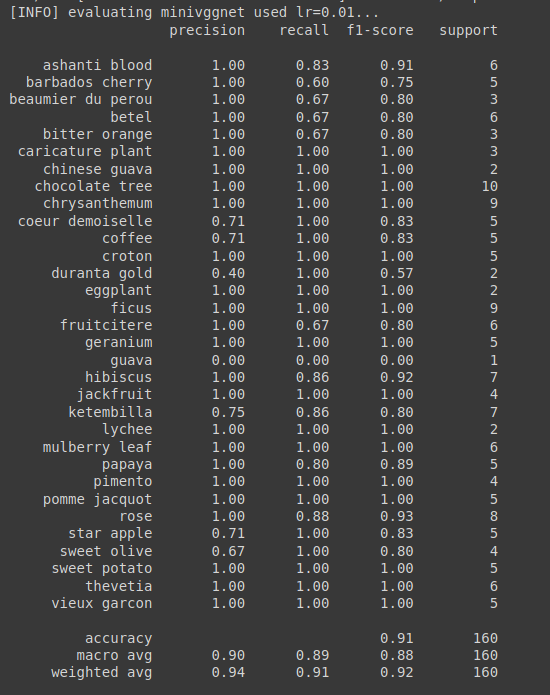 [INFO] evaluating minivggnet used lr=0.01...
precision recall f1-score support
ashanti blood 1.00 0.83 0.91 6
barbados cherry 1.00 0.60 0.75 5
beaumier du perou 1.00 0.67 0.80 3
betel 1.00 0.67 0.80 6
bitter orange 1.00 0.67 0.80 3
caricature plant 1.00 1.00 1.00 3
chinese guava 1.00 1.00 1.00 2
chocolate tree 1.00 1.00 1.00 10
chrysanthemum 1.00 1.00 1.00 9
coeur demoiselle 0.71 1.00 0.83 5
coffee 0.71 1.00 0.83 5
croton 1.00 1.00 1.00 5
duranta gold 0.40 1.00 0.57 2
eggplant 1.00 1.00 1.00 2
ficus 1.00 1.00 1.00 9
fruitcitere 1.00 0.67 0.80 6
geranium 1.00 1.00 1.00 5
guava 0.00 0.00 0.00 1
hibiscus 1.00 0.86 0.92 7
jackfruit 1.00 1.00 1.00 4
ketembilla 0.75 0.86 0.80 7
lychee 1.00 1.00 1.00 2
mulberry leaf 1.00 1.00 1.00 6
papaya 1.00 0.80 0.89 5
pimento 1.00 1.00 1.00 4
pomme jacquot 1.00 1.00 1.00 5
rose 1.00 0.88 0.93 8
star apple 0.71 1.00 0.83 5
sweet olive 0.67 1.00 0.80 4
sweet potato 1.00 1.00 1.00 5
thevetia 1.00 1.00 1.00 6
vieux garcon 1.00 1.00 1.00 5
accuracy 0.91 160
macro avg 0.90 0.89 0.88 160
weighted avg 0.94 0.91 0.92 160